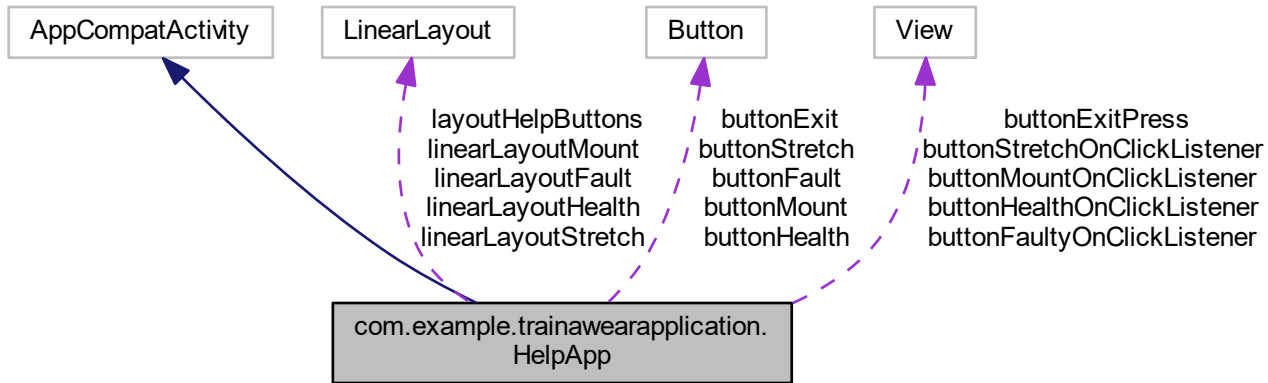 AppCompatActivity
LinearLayout
Button
View
layoutHelpButtons
linearLayoutMount
linearLayoutFault
linearLayoutHealth
linearLayoutStretch
buttonExit
buttonStretch
buttonFault
buttonMount
buttonHealth
buttonExitPress
buttonStretchOnClickListener
buttonMountOnClickListener
buttonHealthOnClickListener
buttonFaultyOnClickListener
com.example.trainawearapplication.
HelpApp